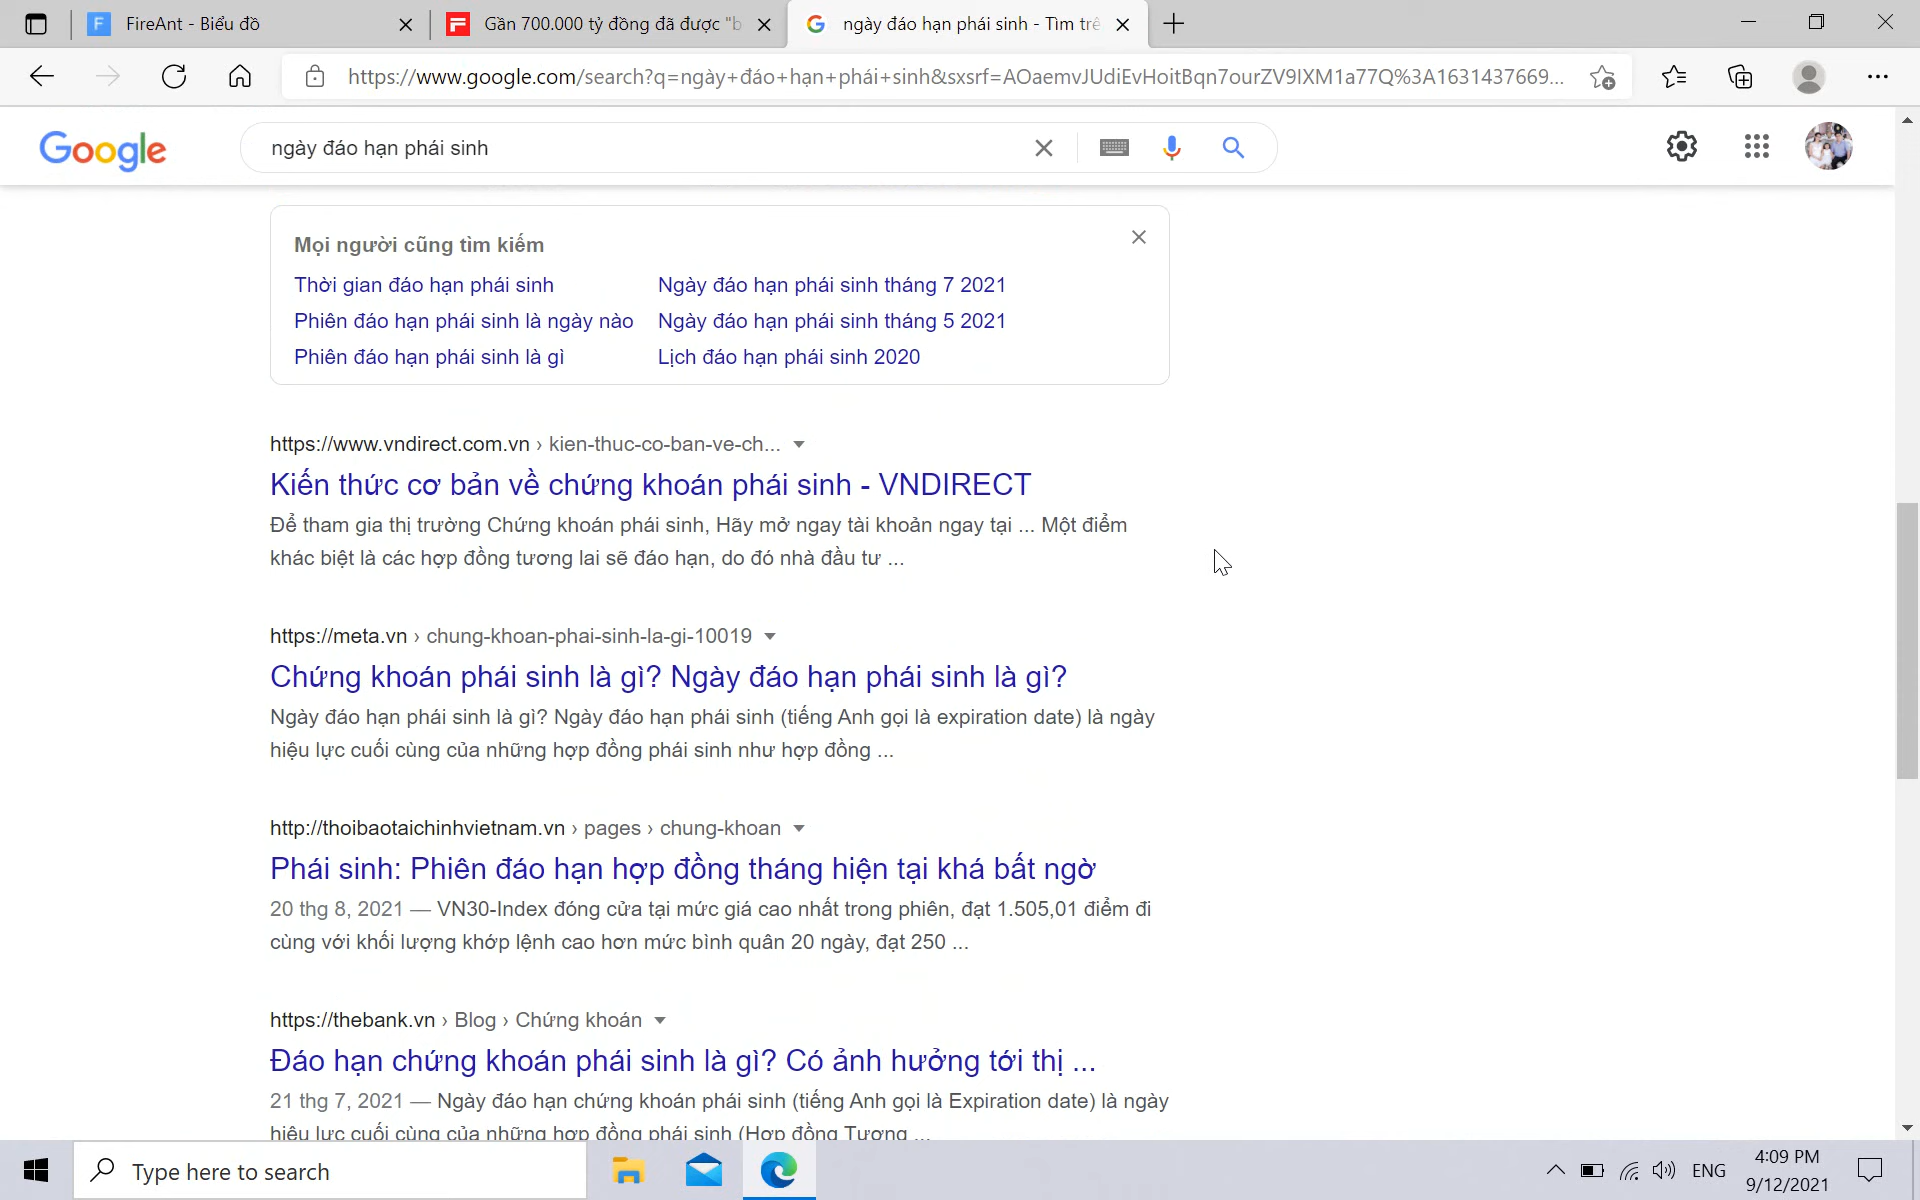 FireAnt - Biểu đồ
Gần 700.000 tỷ đồng đã được "b
ngày đáo hạn phái sinh - Tìm trê
https://www.google.com/search?q=ngày+đáo+hạn+phái+sinh&sxsrf=AOaemvJUdiEvHoitBqn7ourZV9IXM1a77Q%3A1631437669...
Google
ngày đáo hạn phái sinh
Mọi người cũng tìm kiếm
Thời gian đáo hạn phái sinh
Ngày đáo hạn phái sinh tháng 7 2021
Phiên đáo hạn phái sinh là ngày nào
Ngày đáo hạn phái sinh tháng 5 2021
Phiên đáo hạn phái sinh là gì
Lịch đáo hạn phái sinh 2020
https://www.vndirect.com.vn › kien-thuc-co-ban-ve-ch...
Kiến thức cơ bản về chứng khoán phái sinh - VNDIRECT
Để tham gia thị trường Chứng khoán phái sinh, Hãy mở ngay tài khoản ngay tại ... Một điểm
khác biệt là các hợp đồng tương lai sẽ đáo hạn, do đó nhà đầu tư ...
https://meta.vn › chung-khoan-phai-sinh-la-gi-10019
Chứng khoán phái sinh là gì? Ngày đáo hạn phái sinh là gì?
Ngày đáo hạn phái sinh là gì? Ngày đáo hạn phái sinh (tiếng Anh gọi là expiration date) là ngày
hiệu lực cuối cùng của những hợp đồng phái sinh như hợp đồng ...
http://thoibaotaichinhvietnam.vn › pages › chung-khoan
Phái sinh: Phiên đáo hạn hợp đồng tháng hiện tại khá bất ngờ
20 thg 8, 2021 — VN30-Index đóng cửa tại mức giá cao nhất trong phiên, đạt 1.505,01 điểm đi
cùng với khối lượng khớp lệnh cao hơn mức bình quân 20 ngày, đạt 250 ...
https://thebank.vn › Blog › Chứng khoán
Đáo hạn chứng khoán phái sinh là gì? Có ảnh hưởng tới thị ...
21 thg 7, 2021 — Ngày đáo hạn chứng khoán phái sinh (tiếng Anh gọi là Expiration date) là ngày
hiệu lực cuối cùng của những hợp đồng phái sinh (Hợp đồng Tương ...
Type here to search
ENG
4:09 PM
9/12/2021